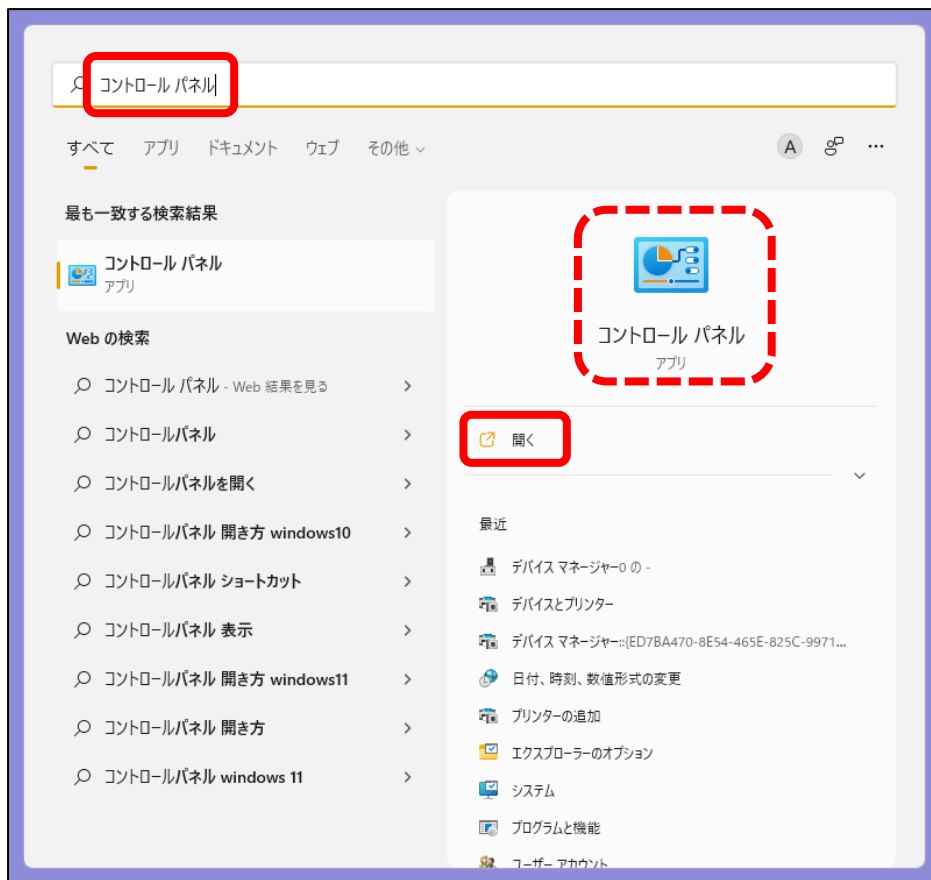 コントロール パネル
すべて アプリ ドキュメント ウェブ その他
A
最も一致する検索結果
コントロール パネル
アプリ
Web の検索
コントロール パネル - Web 結果を見る
コントロールパネル
コントロールパネルを開く
コントロールパネル 開き方 windows10
コントロールパネル ショートカット
コントロールパネル 表示
コントロールパネル 開き方 windows11
コントロールパネル 開き方
コントロールパネル windows 11
コントロール パネル
アプリ
開く
最近
デバイス マネージャー0 の -
デバイスとプリンター
デバイス マネージャー::{ED7BA470-8E54-465E-825C-9971...
日付、時刻、数値形式の変更
プリンターの追加
エクスプローラーのオプション
システム
プログラムと機能
ユーザー アカウント